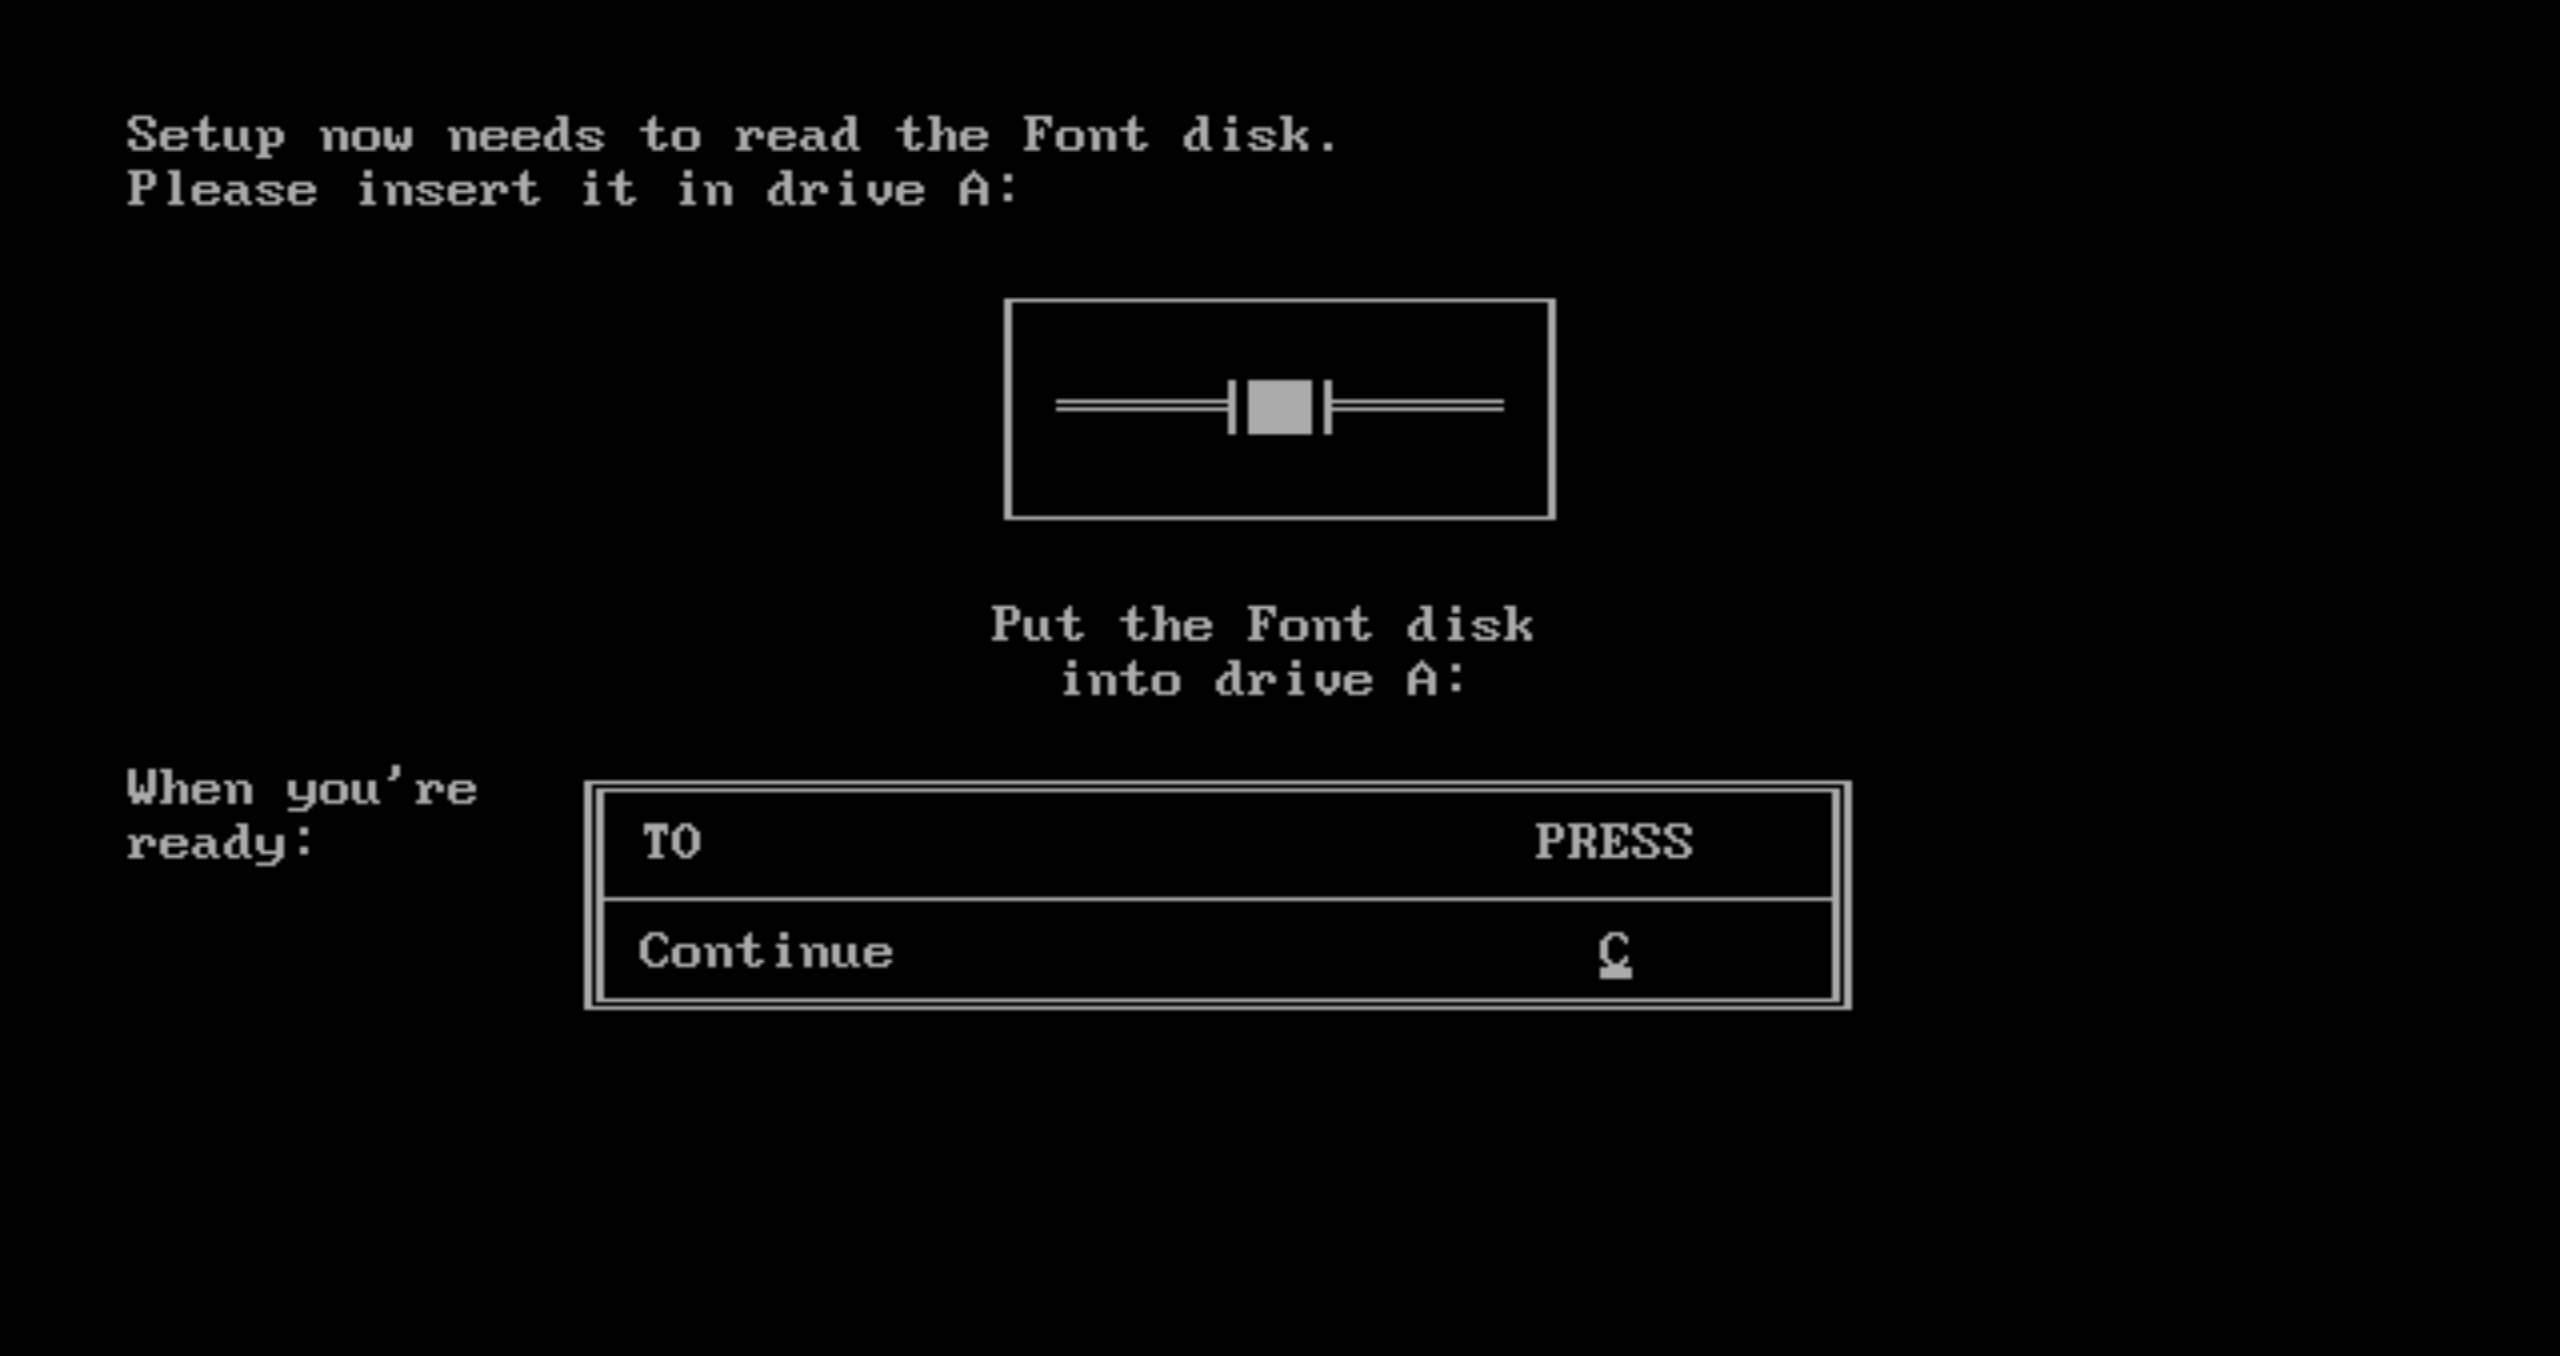 Setup now needs to read the Font disk.
Please insert it in drive A:
Put the Font disk
into drive A:
When you're
ready:
TO PRESS
Continue C